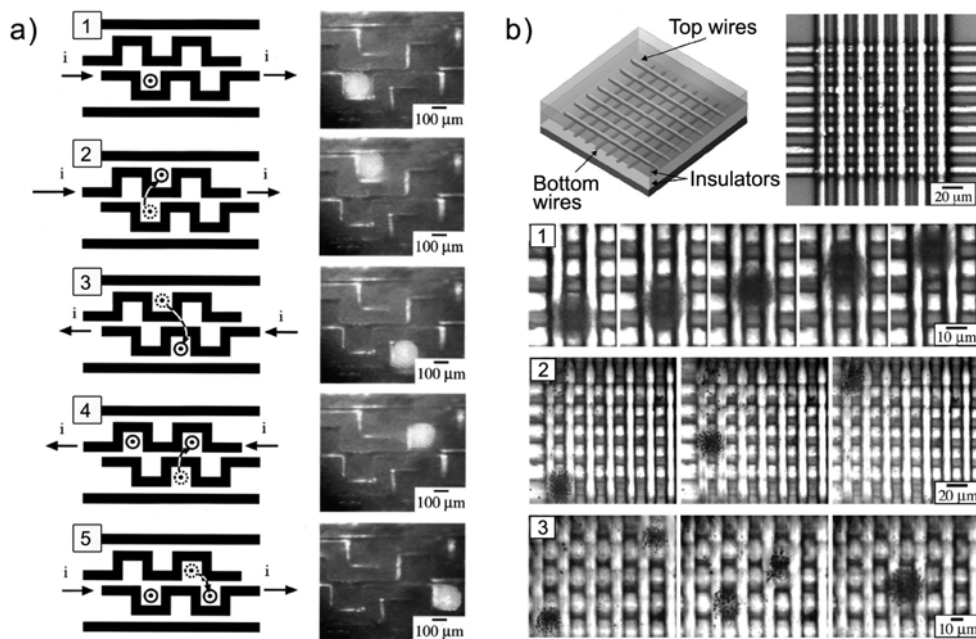 a)
1
i
i
100 µm
2
i
i
100 µm
3
i
i
100 µm
4
i
i
100 µm
5
i
i
100 µm
b)
Top wires
Bottom
wires
Insulators
20 µm
1
10 µm
2
20 µm
3
10 µm